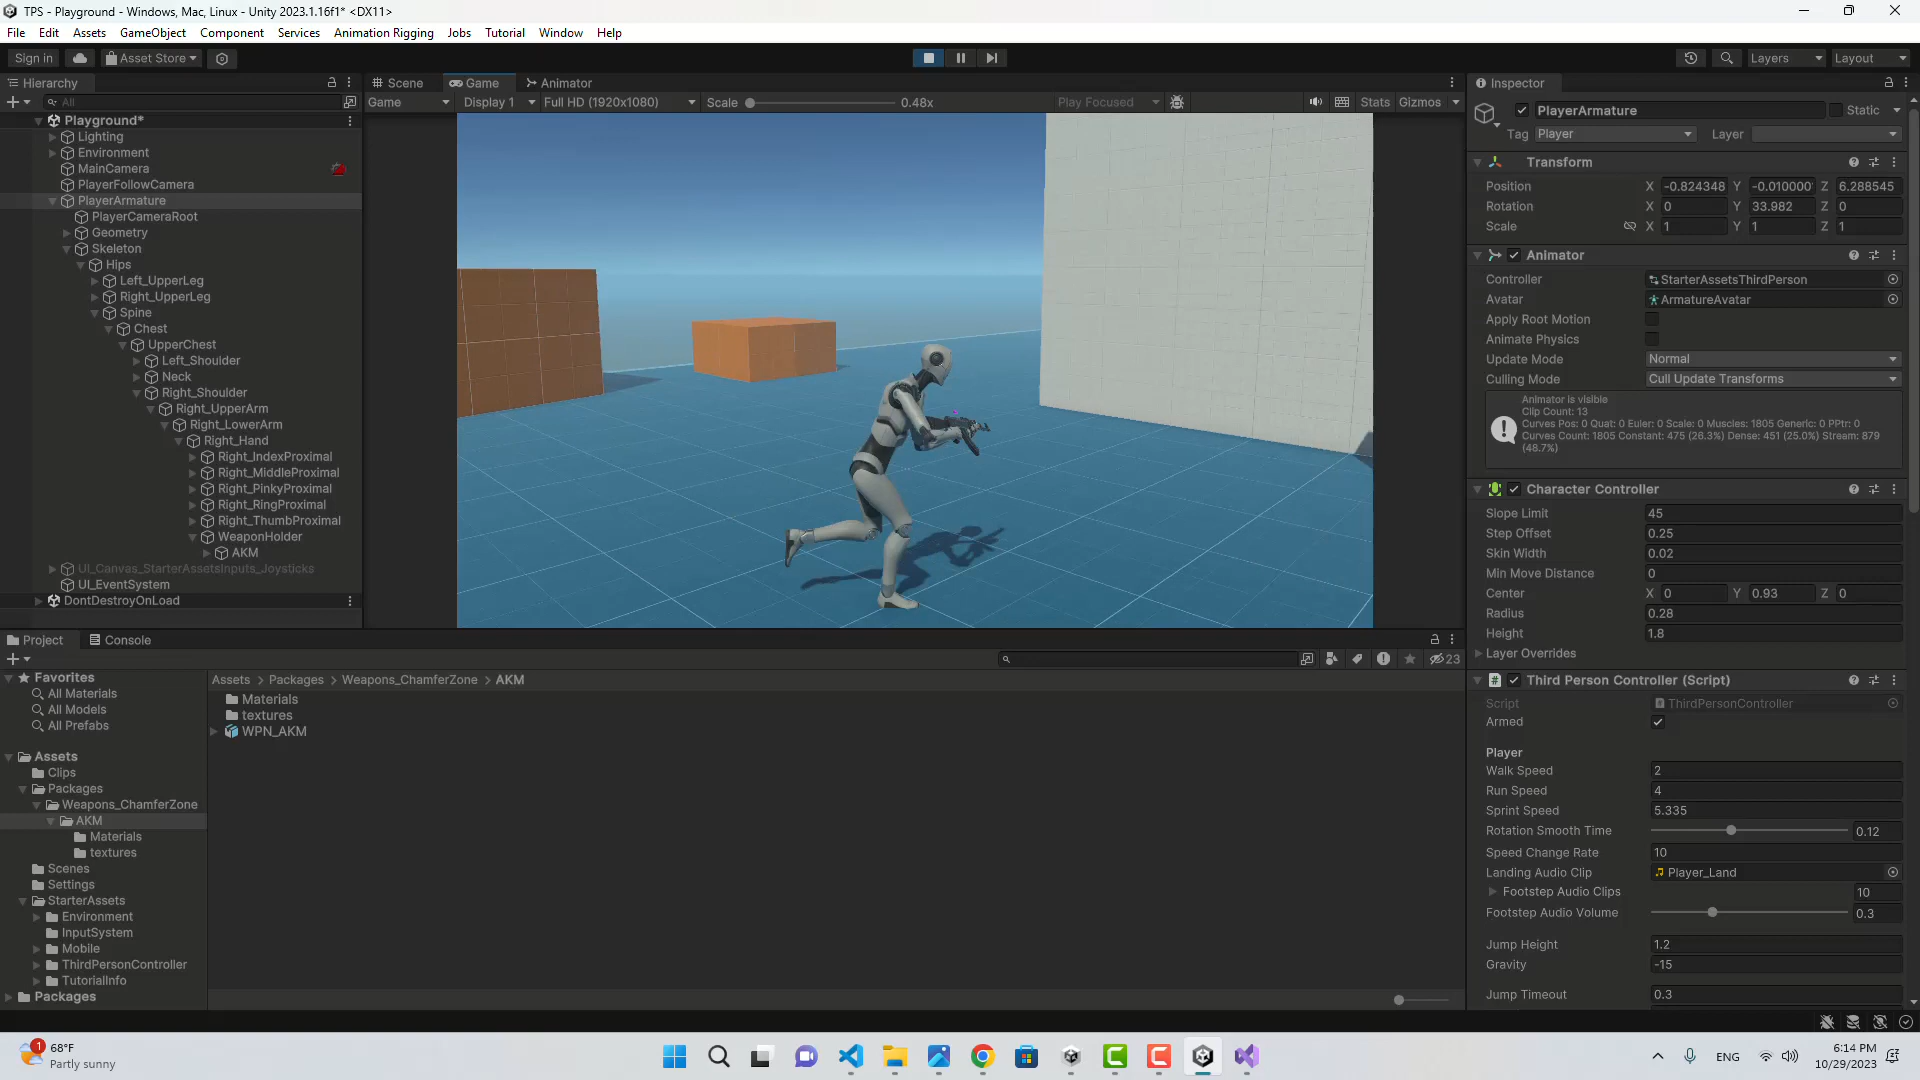 TPS - Playground - Windows, Mac, Linux - Unity 2023.1.16f1* <DX11>
File Edit Assets GameObject Component Services Animation Rigging Jobs Tutorial Window Help
Sign in Asset Store Layers Layout
Hierarchy
All
Playground*
Lighting
Environment
MainCamera
PlayerFollowCamera
PlayerArmature
PlayerCameraRoot
Geometry
Skeleton
Hips
Left_UpperLeg
Right_UpperLeg
Spine
Chest
UpperChest
Left_Shoulder
Neck
Right_Shoulder
Right_UpperArm
Right_LowerArm
Right_Hand
Right_IndexProximal
Right_MiddleProximal
Right_PinkyProximal
Right_RingProximal
Right_ThumbProximal
WeaponHolder
AKM
UI_Canvas_StarterAssetsInputs_Joysticks
UI_EventSystem
DontDestroyOnLoad
Scene Game Animator
Game Display 1 Full HD (1920x1080) Scale 0.48x Play Focused Stats Gizmos
Inspector
PlayerArmature Static
Tag Player Layer
Transform
Position X -0.824348 Y -0.010000 Z 6.288545
Rotation X 0 Y 33.982 Z 0
Scale X 1 Y 1 Z 1
Animator
Controller StarterAssetsThirdPerson
Avatar ArmatureAvatar
Apply Root Motion
Animate Physics
Update Mode Normal
Culling Mode Cull Update Transforms
Animator is visible
Clip Count: 13
Curves Pos: 0 Quat: 0 Euler: 0 Scale: 0 Muscles: 1805 Generic: 0 PPtr: 0
Curves Count: 1805 Constant: 475 (26.3%) Dense: 451 (25.0%) Stream: 879
(48.7%)
Character Controller
Slope Limit 45
Step Offset 0.25
Skin Width 0.02
Min Move Distance 0
Center X 0 Y 0.93 Z 0
Radius 0.28
Height 1.8
Layer Overrides
Third Person Controller (Script)
Script ThirdPersonController
Armed
Player
Walk Speed 2
Run Speed 4
Sprint Speed 5.335
Rotation Smooth Time 0.12
Speed Change Rate 10
Landing Audio Clip Player_Land
Footstep Audio Clips 10
Footstep Audio Volume 0.3
Jump Height 1.2
Gravity -15
Jump Timeout 0.3
Project Console
23
Favorites
All Materials
All Models
All Prefabs
Assets
Clips
Packages
Weapons_ChamferZone
AKM
Materials
textures
Scenes
Settings
StarterAssets
Environment
InputSystem
Mobile
ThirdPersonController
TutorialInfo
Packages
Assets > Packages > Weapons_ChamferZone > AKM
Materials
textures
WPN_AKM
1
68°F
Partly sunny
ENG
6:14 PM
10/29/2023